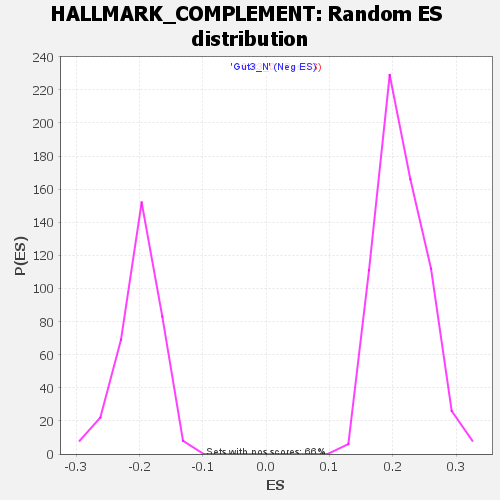 HALLMARK_COMPLEMENT: Random ES
distribution
'Gut3_N' (Neg ES)
240
220
200
180
160
140
120
100
80
60
40
20
0
P(ES)
Sets with pos scores: 66%
-0.3 -0.2 -0.1 0.0 0.1 0.2 0.3
ES